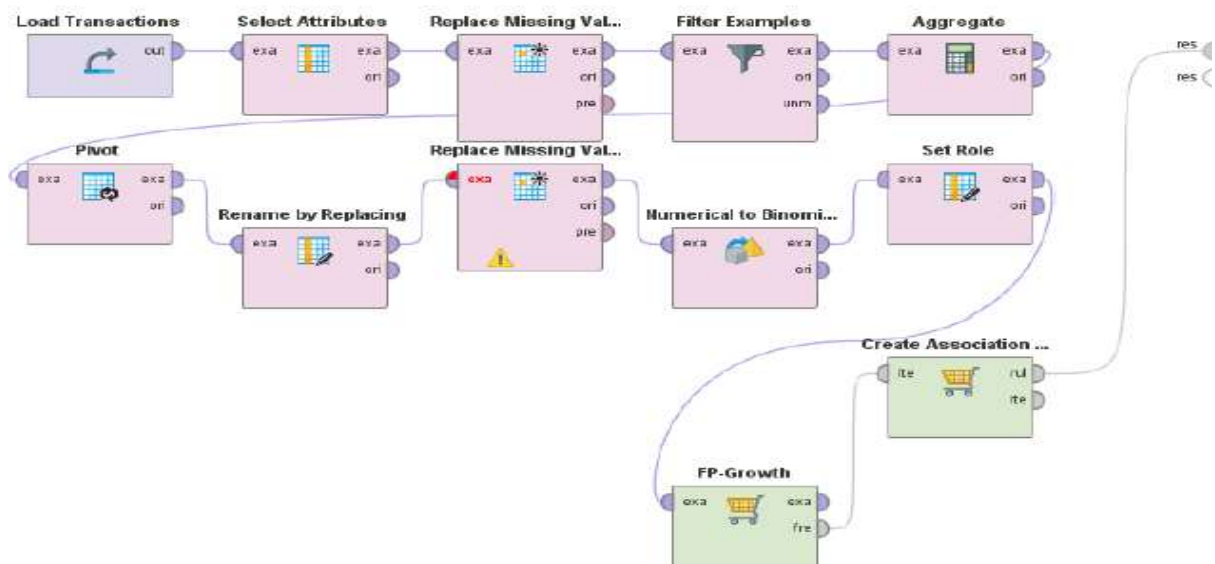 Load Transactions
out
Select Attributes
exa exa
ori
Replace Missing Val...
exa exa
ori
pre
Filter Examples
exa exa
ori
unm
Aggregate
exa exa
ori
res
res
Pivot
exa exa
ori
Rename by Replacing
exa exa
ori
Replace Missing Val...
exa exa
ori
pre
Numerical to Binomi...
exa exa
ori
Set Role
exa exa
ori
Create Association ...
ite rul
ite
FP-Growth
exa exa
fre